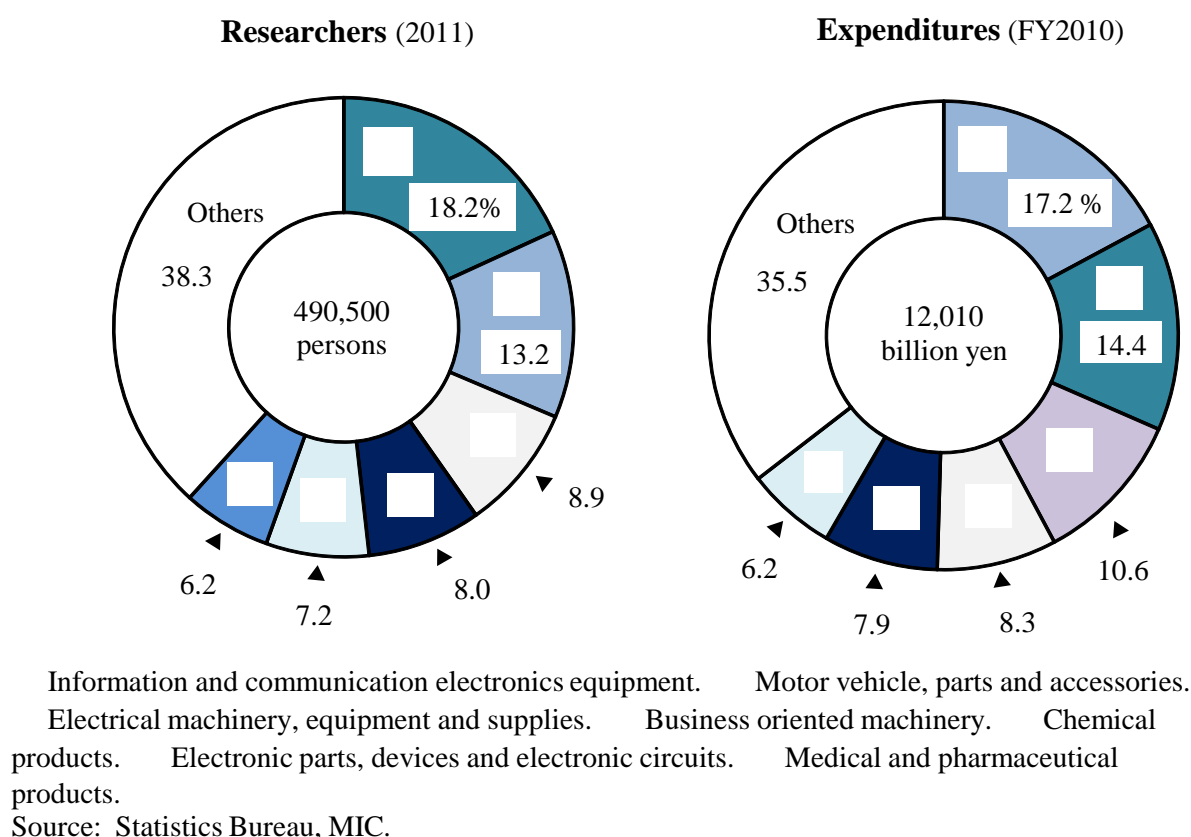 Researchers (2011)
Expenditures (FY2010)
18.2%
Others
38.3
490,500
persons
13.2
8.9
8.0
7.2
6.2
17.2 %
Others
35.5
12,010
billion yen
14.4
10.6
8.3
7.9
6.2
Information and communication electronics equipment. Motor vehicle, parts and accessories.
Electrical machinery, equipment and supplies. Business oriented machinery. Chemical
products. Electronic parts, devices and electronic circuits. Medical and pharmaceutical
products.
Source: Statistics Bureau, MIC.